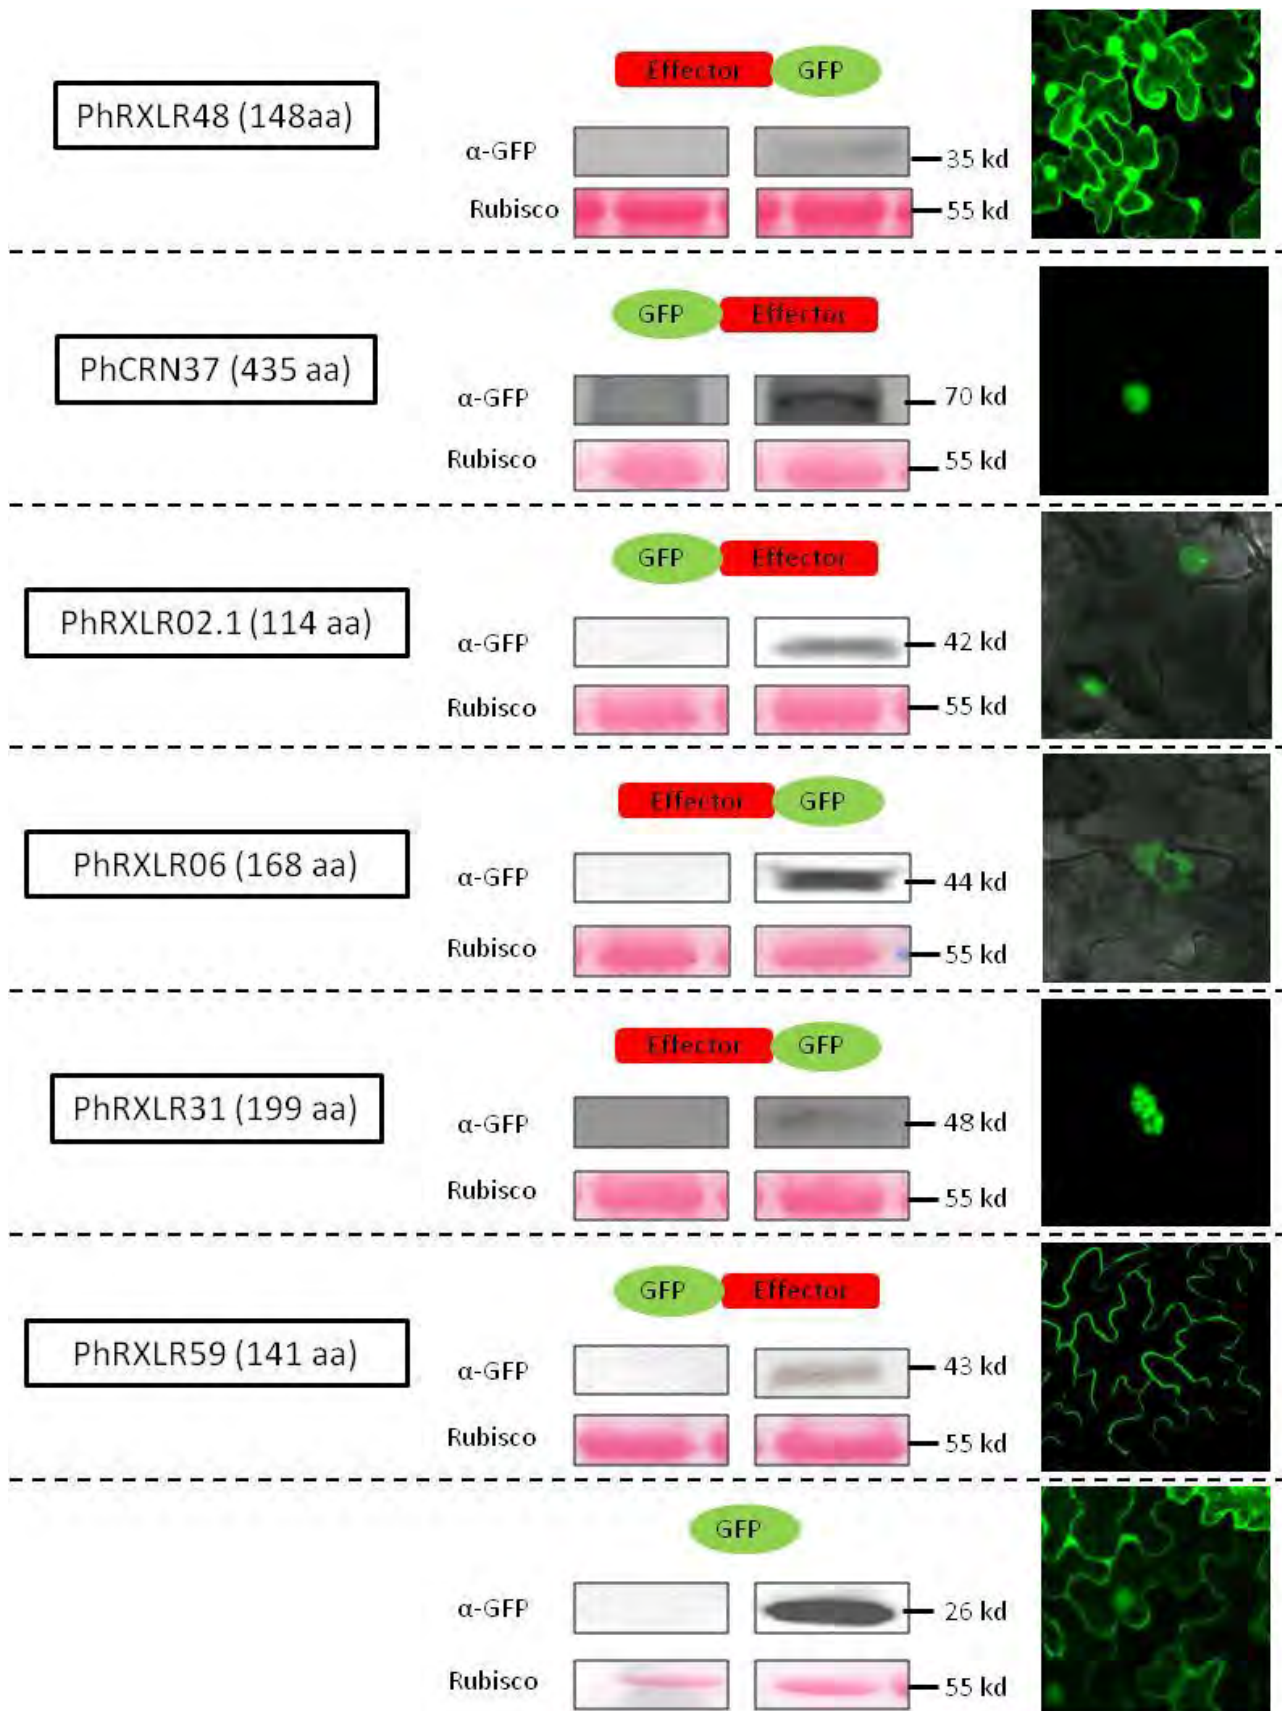 Effector GFP
PhRXLR48 (148aa)
α-GFP
35 kd
Rubisco
55 kd
GFP Effector
PhCRN37 (435 aa)
α-GFP
70 kd
Rubisco
55 kd
GFP Effector
PhRXLR02.1 (114 aa)
α-GFP
42 kd
Rubisco
55 kd
Effector GFP
PhRXLR06 (168 aa)
α-GFP
44 kd
Rubisco
55 kd
Effector GFP
PhRXLR31 (199 aa)
α-GFP
48 kd
Rubisco
55 kd
GFP Effector
PhRXLR59 (141 aa)
α-GFP
43 kd
Rubisco
55 kd
GFP
α-GFP
26 kd
Rubisco
55 kd